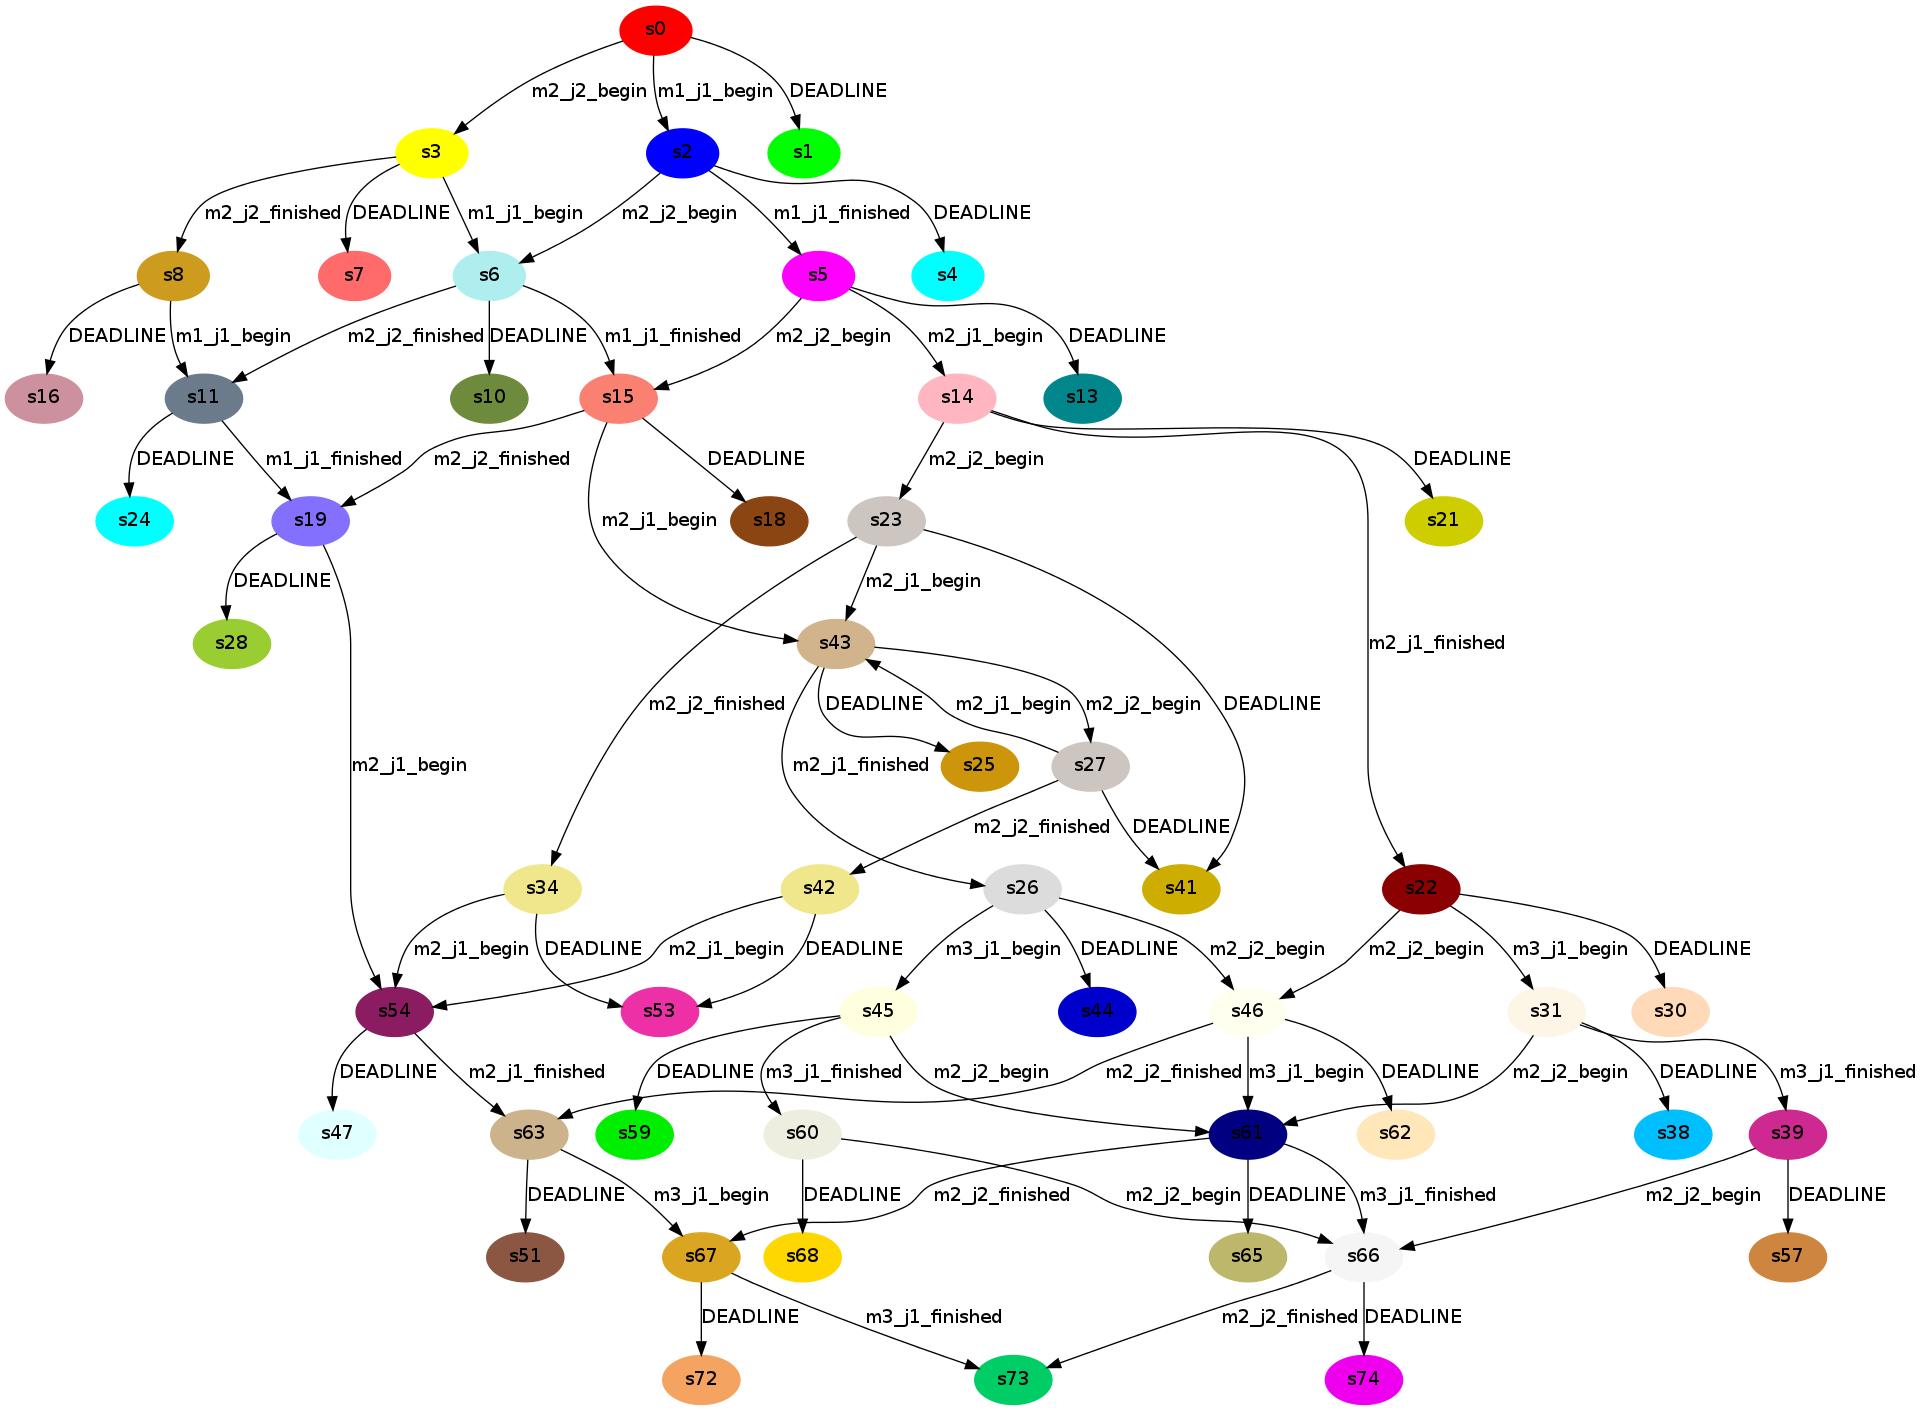 s0
m2_j2_begin m1_j1_begin DEADLINE
s3 s2 s1
m2_j2_finished DEADLINE m1_j1_begin m2_j2_begin m1_j1_finished DEADLINE
s8 s7 s6 s5 s4
DEADLINE m1_j1_begin m2_j2_finished DEADLINE m1_j1_finished m2_j2_begin m2_j1_begin DEADLINE
s16 s11 s10 s15 s14 s13
DEADLINE m1_j1_finished m2_j2_finished DEADLINE m2_j2_begin DEADLINE
s24 s19 m2_j1_begin s18 s23 s21
DEADLINE m2_j1_begin
s28 s43 m2_j1_finished
m2_j2_finished DEADLINE m2_j1_begin m2_j2_begin DEADLINE
m2_j1_begin m2_j1_finished s25 s27
m2_j2_finished DEADLINE
s34 s42 s26 s41 s22
m2_j1_begin DEADLINE m2_j1_begin DEADLINE m3_j1_begin DEADLINE m2_j2_begin m2_j2_begin m3_j1_begin DEADLINE
s54 s53 s45 s44 s46 s31 s30
DEADLINE m2_j1_finished DEADLINE m3_j1_finished m2_j2_begin m2_j2_finished m3_j1_begin DEADLINE m2_j2_begin DEADLINE m3_j1_finished
s47 s63 s59 s60 s61 s62 s38 s39
DEADLINE m3_j1_begin DEADLINE m2_j2_finished m2_j2_begin DEADLINE m3_j1_finished m2_j2_begin DEADLINE
s51 s67 s68 s65 s66 s57
DEADLINE m3_j1_finished m2_j2_finished DEADLINE
s72 s73 s74